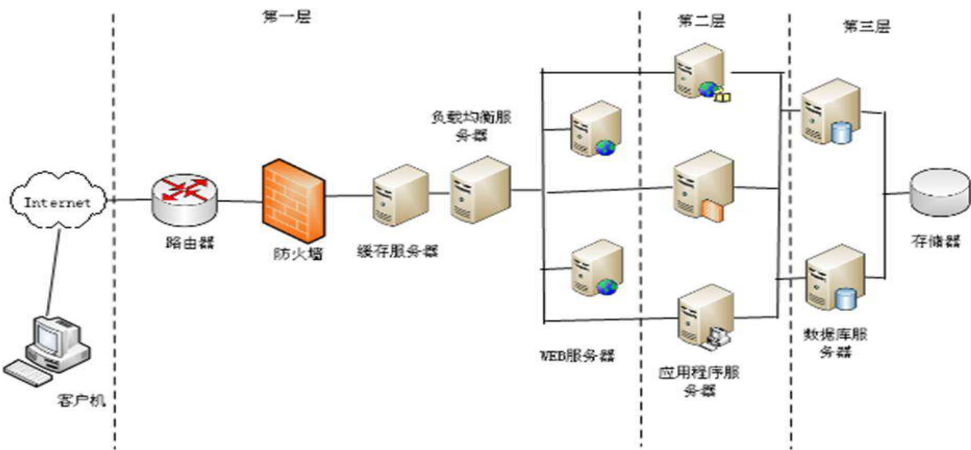 第一层
第二层
第三层
负载均衡服
务器
Internet
路由器
防火墙
缓存服务器
存储器
WEB服务器
应用程序服
务器
数据库服
务器
客户机